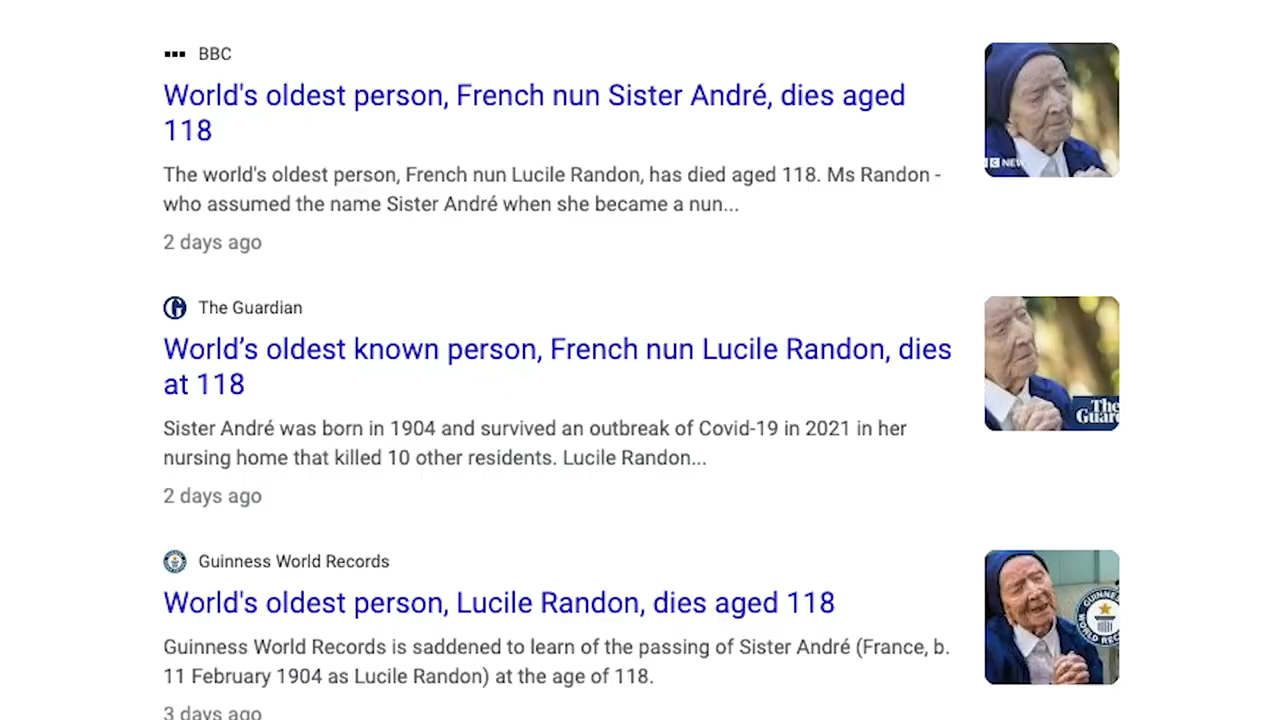 BBC
World's oldest person, French nun Sister André, dies aged
118
The world's oldest person, French nun Lucile Randon, has died aged 118. Ms Randon -
who assumed the name Sister André when she became a nun...
2 days ago
The Guardian
World’s oldest known person, French nun Lucile Randon, dies
at 118
Sister André was born in 1904 and survived an outbreak of Covid-19 in 2021 in her
nursing home that killed 10 other residents. Lucile Randon...
2 days ago
The
Guard
Guinness World Records
World's oldest person, Lucile Randon, dies aged 118
Guinness World Records is saddened to learn of the passing of Sister André (France, b.
11 February 1904 as Lucile Randon) at the age of 118.
3 days ago